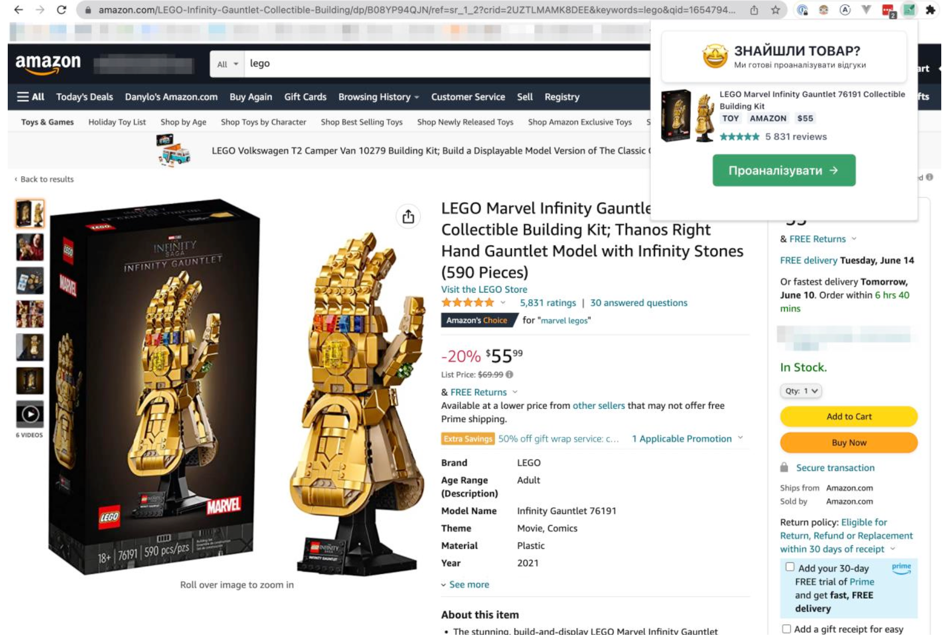 amazon.com/LEGO-Infinity-Gauntlet-Collectible-Building/dp/B08YP94QJN/ref=sr_1_2?crid=2UZTLMAMK8DEE&keywords=lego&qid=1654794...
amazon
All
lego
ЗНАЙШЛИ ТОВАР?
Ми готові проаналізувати відгуки
LEGO Marvel Infinity Gauntlet 76191 Collectible
Building Kit
TOY AMAZON $55
5 831 reviews
Проаналізувати →
All Today's Deals Danylo's Amazon.com Buy Again Gift Cards Browsing History Customer Service Sell Registry
Toys & Games Holiday Toy List Shop by Age Shop Toys by Character Shop Best Selling Toys Shop Newly Released Toys Shop Amazon Exclusive Toys
LEGO Volkswagen T2 Camper Van 10279 Building Kit; Build a Displayable Model Version of The Classic
‹ Back to results
6 VIDEOS
LEGO
MARVEL
INFINITY
SAGA
INFINITY GAUNTLET
LEGO
MARVEL
18+ 76191 590 pcs/pzs
Roll over image to zoom in
LEGO Marvel Infinity Gauntle
Collectible Building Kit; Thanos Right
Hand Gauntlet Model with Infinity Stones
(590 Pieces)
Visit the LEGO Store
5,831 ratings | 30 answered questions
Amazon's Choice for "marvel legos"
-20% $55.99
List Price: $69.99
& FREE Returns
Available at a lower price from other sellers that may not offer free
Prime shipping.
Extra Savings 50% off gift wrap service: c... 1 Applicable Promotion
Brand LEGO
Age Range
(Description) Adult
Model Name Infinity Gauntlet 76191
Theme Movie, Comics
Material Plastic
Year 2021
See more
About this item
• The stunning, build-and-display LEGO Marvel Infinity Gauntlet
& FREE Returns
FREE delivery Tuesday, June 14
Or fastest delivery Tomorrow,
June 10. Order within 6 hrs 40
mins
In Stock.
Qty: 1
Add to Cart
Buy Now
Secure transaction
Ships from Amazon.com
Sold by Amazon.com
Return policy: Eligible for
Return, Refund or Replacement
within 30 days of receipt
Add your 30-day
FREE trial of Prime
and get fast, FREE
delivery
prime
Add a gift receipt for easy